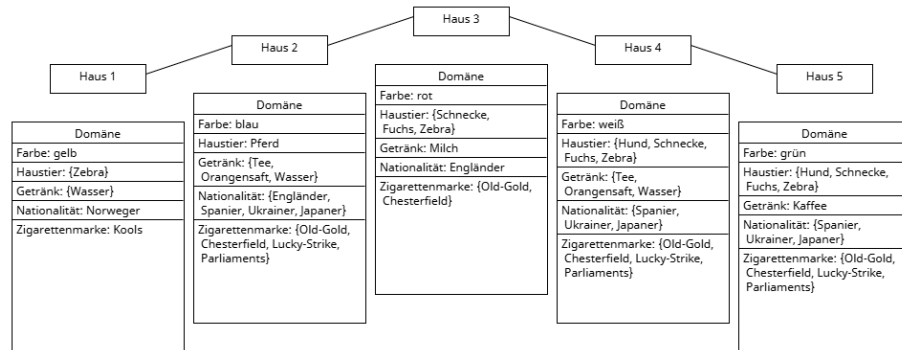 Haus 3
Haus 2
Haus 4
Haus 1
Haus 5
Domäne
Farbe: gelb
Haustier: {Zebra}
Getränk: {Wasser}
Nationalität: Norweger
Zigarettenmarke: Kools
Domäne
Farbe: blau
Haustier: Pferd
Getränk: {Tee,
Orangensaft, Wasser}
Nationalität: {Engländer,
Spanier, Ukrainer, Japaner}
Zigarettenmarke: {Old-Gold,
Chesterfield, Lucky-Strike,
Parliaments}
Domäne
Farbe: rot
Haustier: {Schnecke,
Fuchs, Zebra}
Getränk: Milch
Nationalität: Engländer
Zigarettenmarke: {Old-Gold,
Chesterfield}
Domäne
Farbe: weiß
Haustier: {Hund, Schnecke,
Fuchs, Zebra}
Getränk: {Tee,
Orangensaft, Wasser}
Nationalität: {Spanier,
Ukrainer, Japaner}
Zigarettenmarke: {Old-Gold,
Chesterfield, Lucky-Strike,
Parliaments}
Domäne
Farbe: grün
Haustier: {Hund, Schnecke,
Fuchs, Zebra}
Getränk: Kaffee
Nationalität: {Spanier,
Ukrainer, Japaner}
Zigarettenmarke: {Old-Gold,
Chesterfield, Lucky-Strike,
Parliaments}